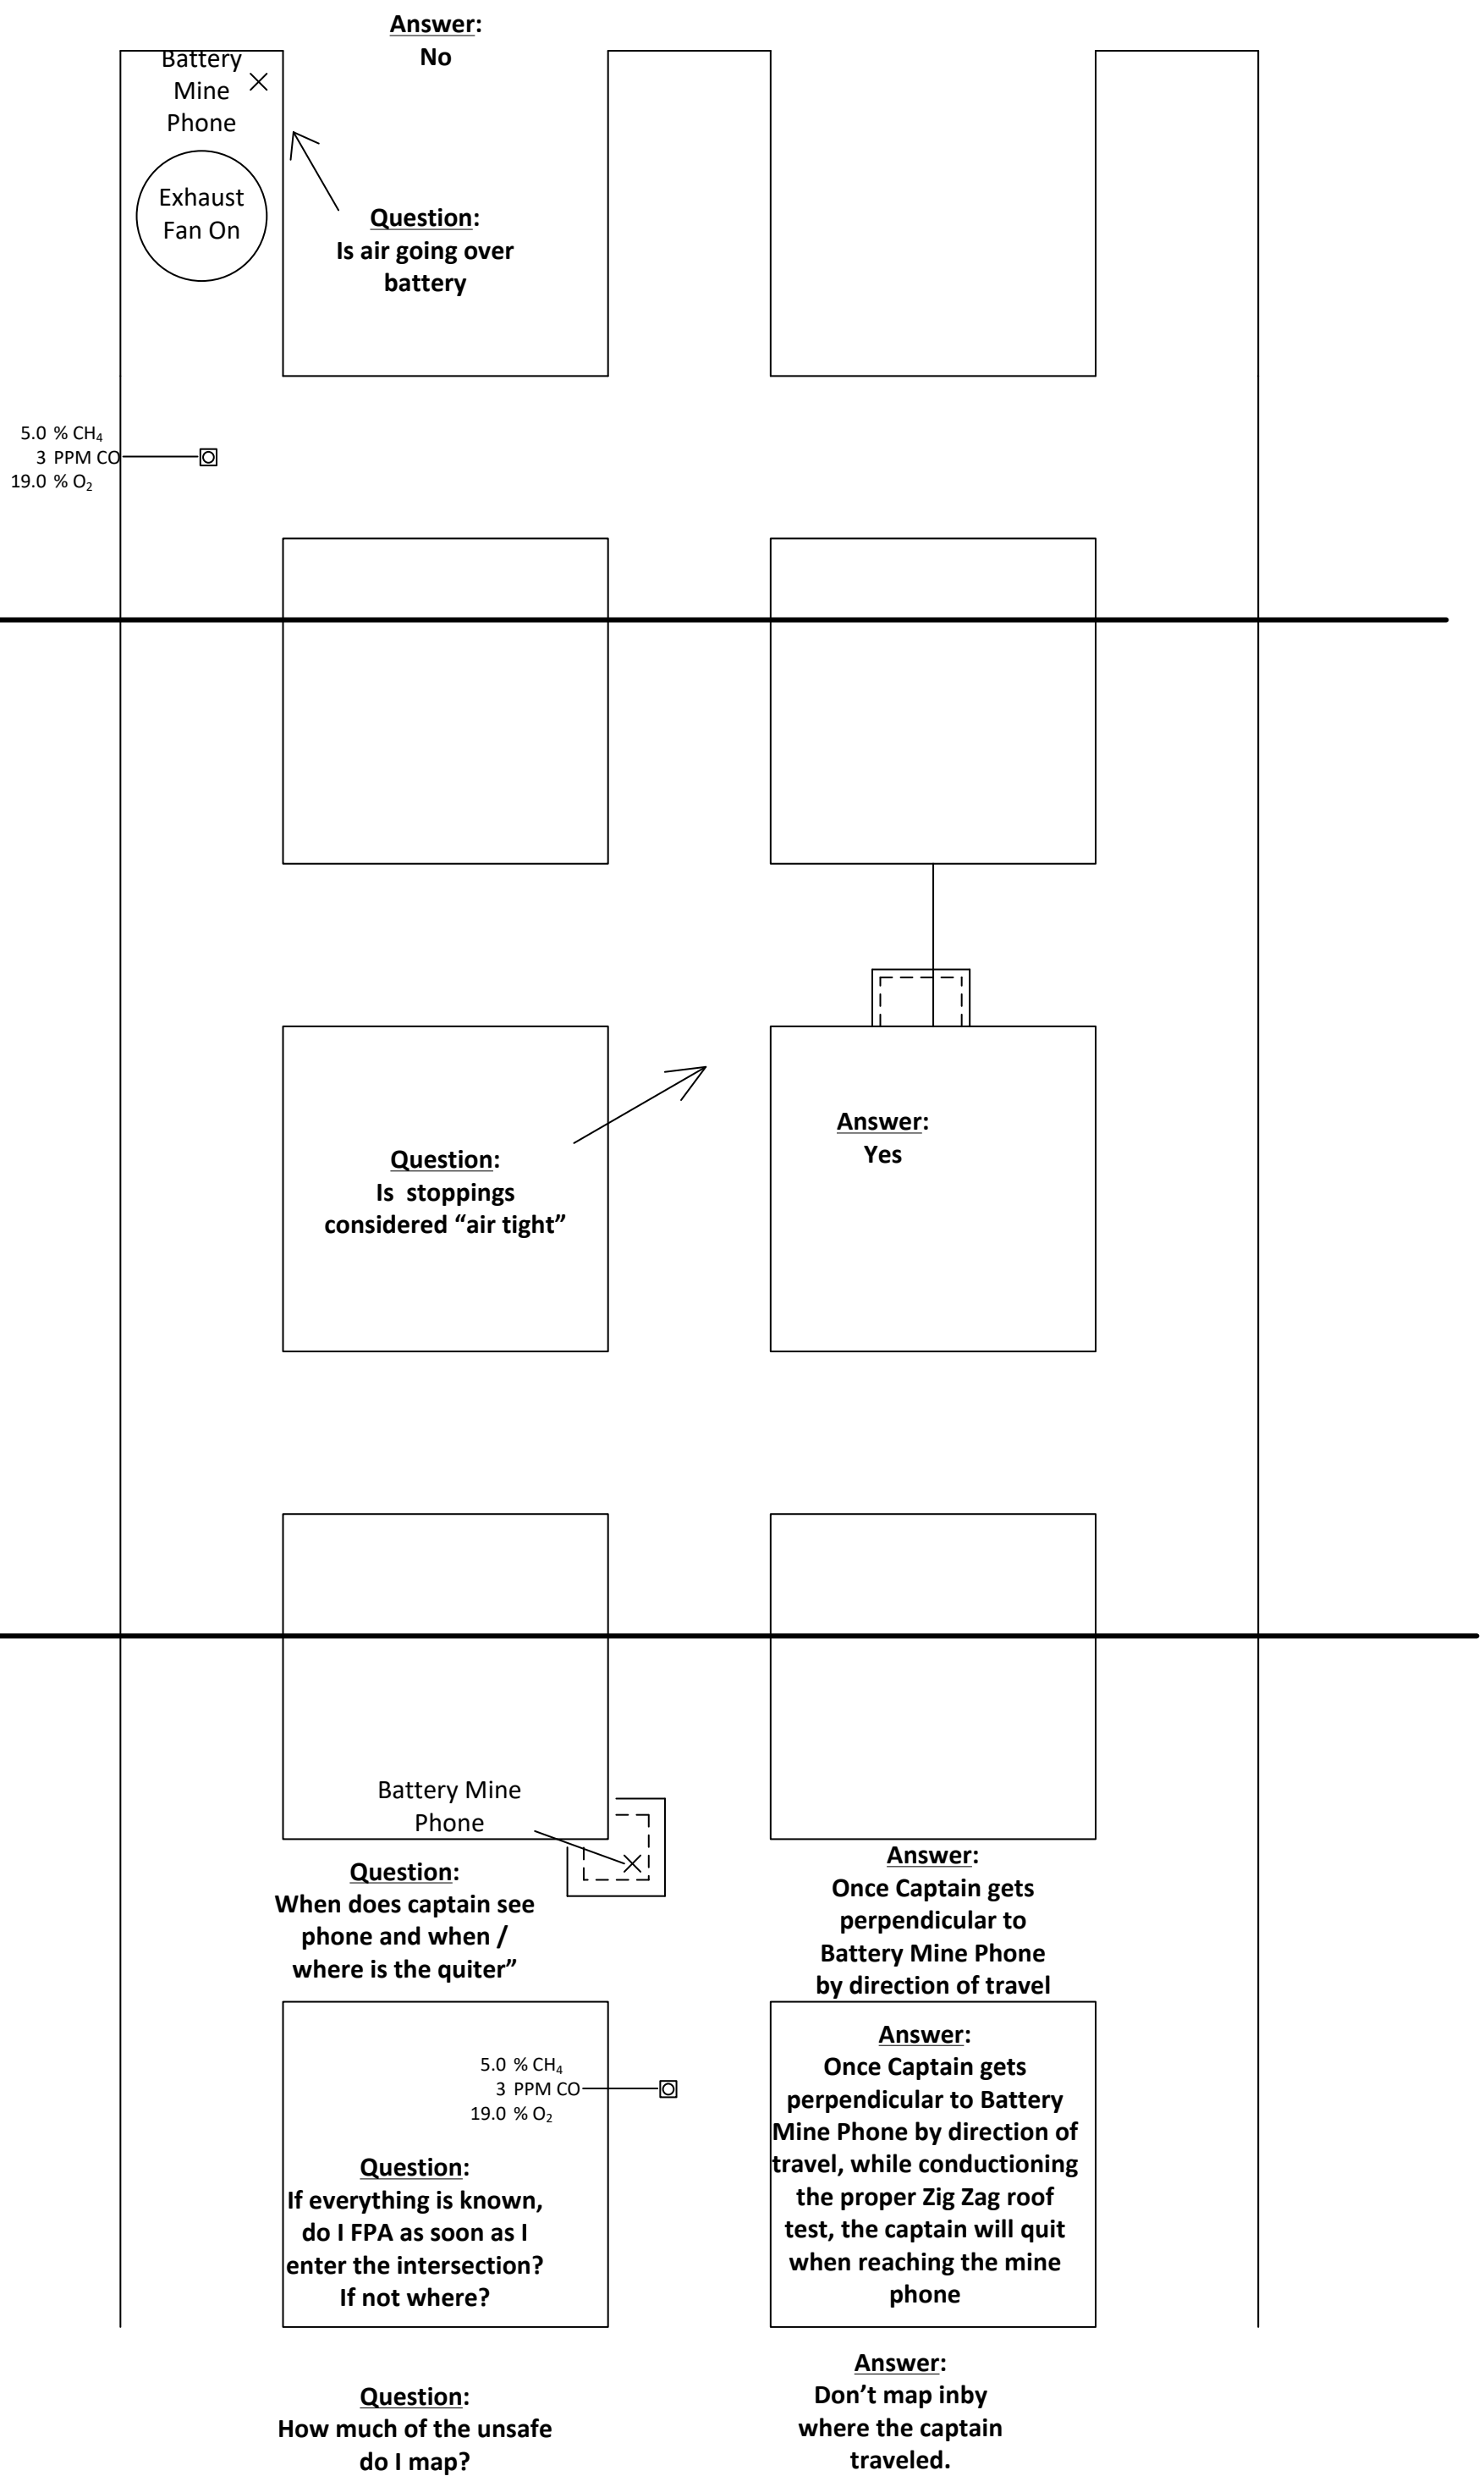 Answer:
No
Battery
Mine
Phone
Exhaust
Fan On
Question:
Is air going over
battery
5.0 % CH₄
3 PPM CO
19.0 % O₂
Question:
Is stoppings
considered “air tight”
Answer:
Yes
Battery Mine
Phone
Question:
When does captain see
phone and when /
where is the quiter”
Answer:
Once Captain gets
perpendicular to
Battery Mine Phone
by direction of travel
5.0 % CH₄
3 PPM CO
19.0 % O₂
Question:
If everything is known,
do I FPA as soon as I
enter the intersection?
If not where?
Answer:
Once Captain gets
perpendicular to Battery
Mine Phone by direction of
travel, while conductioning
the proper Zig Zag roof
test, the captain will quit
when reaching the mine
phone
Question:
How much of the unsafe
do I map?
Answer:
Don’t map inby
where the captain
traveled.